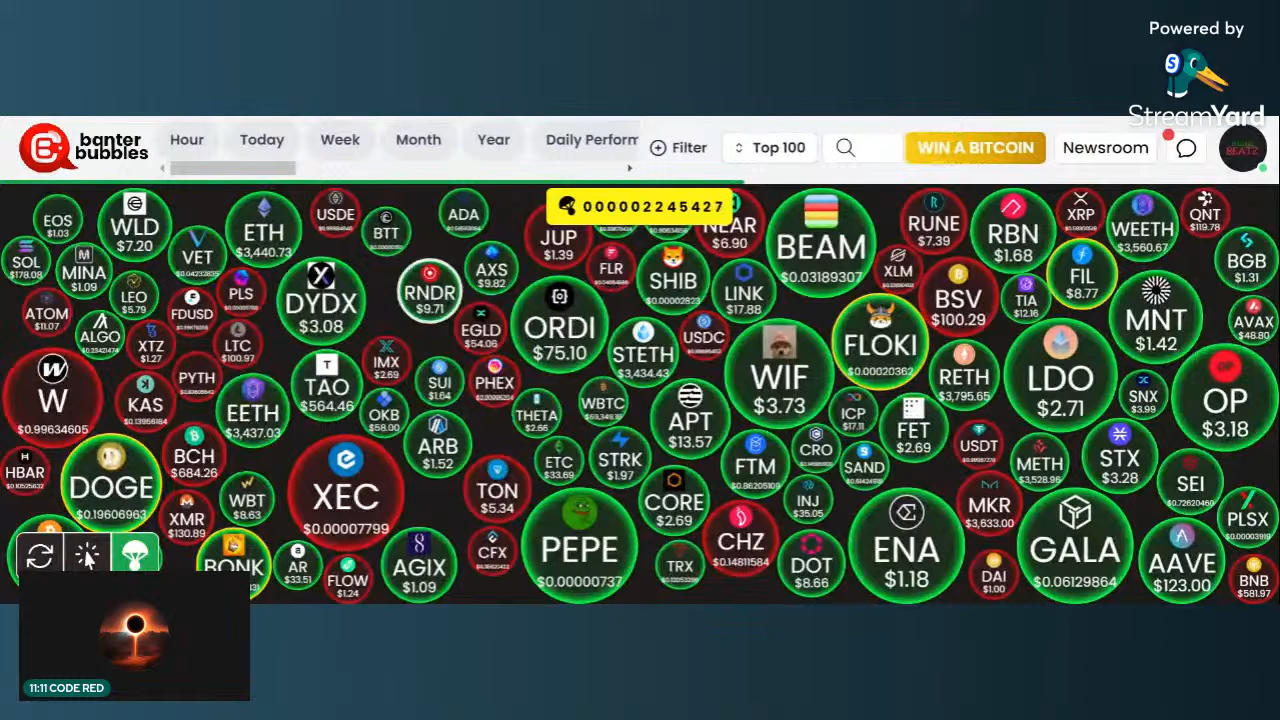 Powered by
S
StreamYard
banter
bubbles
Hour
Today
Week
Month
Year
Daily Perform
Filter
Top 100
WIN A BITCOIN
Newsroom
000002245427
EOS
$1.03
WLD
$7.20
ETH
$3,440.73
USDE
BTT
ADA
JUP
$1.39
NEAR
$6.90
BEAM
$0.03189307
RUNE
$7.39
RBN
$1.68
XRP
WEETH
$3,560.67
QNT
$119.78
SOL
$178.08
MINA
$1.09
VET
$0.04232835
LEO
$5.79
PLS
FDUSD
DYDX
$3.08
RNDR
$9.71
AXS
$9.82
FLR
SHIB
$0.00002823
LINK
$17.88
XLM
BSV
$100.29
TIA
$12.16
FIL
$8.77
BGB
$1.31
ATOM
$11.07
ALGO
XTZ
$1.27
LTC
$100.97
EGLD
$54.06
ORDI
$75.10
STETH
$3,434.43
USDC
FLOKI
$0.00020362
MNT
$1.42
AVAX
$48.80
W
$0.99634605
KAS
$0.13956184
PYTH
EETH
$3,437.03
TAO
$564.46
IMX
$2.69
OKB
$58.00
SUI
$1.64
PHEX
THETA
$2.66
WBTC
APT
$13.57
WIF
$3.73
ICP
$17.11
RETH
$3,795.65
FET
$2.69
LDO
$2.71
SNX
$3.99
OP
$3.18
HBAR
DOGE
$0.19606963
BCH
$684.26
WBT
$8.63
XMR
$130.89
XEC
$0.00007799
ARB
$1.52
TON
$5.34
ETC
$33.69
STRK
$1.97
CORE
$2.69
FTM
CRO
SAND
INJ
$35.05
USDT
METH
$3,528.96
STX
$3.28
SEI
MKR
$3,633.00
PLSX
BONK
AR
$33.51
FLOW
$1.24
AGIX
$1.09
CFX
PEPE
$0.00000737
TRX
CHZ
$0.14811584
DOT
$8.66
ENA
$1.18
DAI
$1.00
GALA
$0.06129864
AAVE
$123.00
BNB
$581.97
11:11 CODE RED